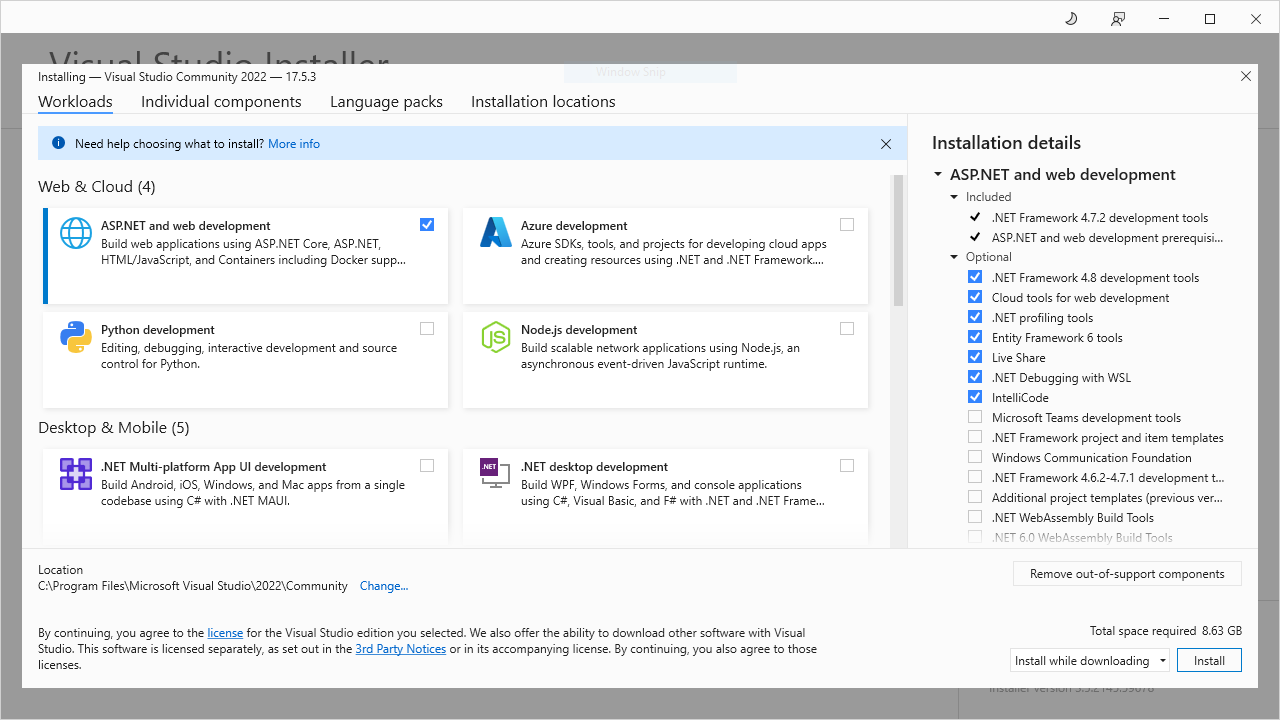 Visual Studio Installer
Installing — Visual Studio Community 2022 — 17.5.3
Window Snip
Workloads
Individual components
Language packs
Installation locations
Need help choosing what to install? More info
Web & Cloud (4)
ASP.NET and web development
Build web applications using ASP.NET Core, ASP.NET,
HTML/JavaScript, and Containers including Docker supp...
Azure development
Azure SDKs, tools, and projects for developing cloud apps
and creating resources using .NET and .NET Framework....
Python development
Editing, debugging, interactive development and source
control for Python.
Node.js development
Build scalable network applications using Node.js, an
asynchronous event-driven JavaScript runtime.
Desktop & Mobile (5)
.NET Multi-platform App UI development
Build Android, iOS, Windows, and Mac apps from a single
codebase using C# with .NET MAUI.
.NET
.NET desktop development
Build WPF, Windows Forms, and console applications
using C#, Visual Basic, and F# with .NET and .NET Frame...
Installation details
ASP.NET and web development
Included
.NET Framework 4.7.2 development tools
ASP.NET and web development prerequisi...
Optional
.NET Framework 4.8 development tools
Cloud tools for web development
.NET profiling tools
Entity Framework 6 tools
Live Share
.NET Debugging with WSL
IntelliCode
Microsoft Teams development tools
.NET Framework project and item templates
Windows Communication Foundation
.NET Framework 4.6.2-4.7.1 development t...
Additional project templates (previous ver...
.NET WebAssembly Build Tools
.NET 6.0 WebAssembly Build Tools
Location
C:\Program Files\Microsoft Visual Studio\2022\Community Change...
Remove out-of-support components
By continuing, you agree to the license for the Visual Studio edition you selected. We also offer the ability to download other software with Visual
Studio. This software is licensed separately, as set out in the 3rd Party Notices or in its accompanying license. By continuing, you also agree to those
licenses.
Total space required 8.63 GB
Install while downloading
Install